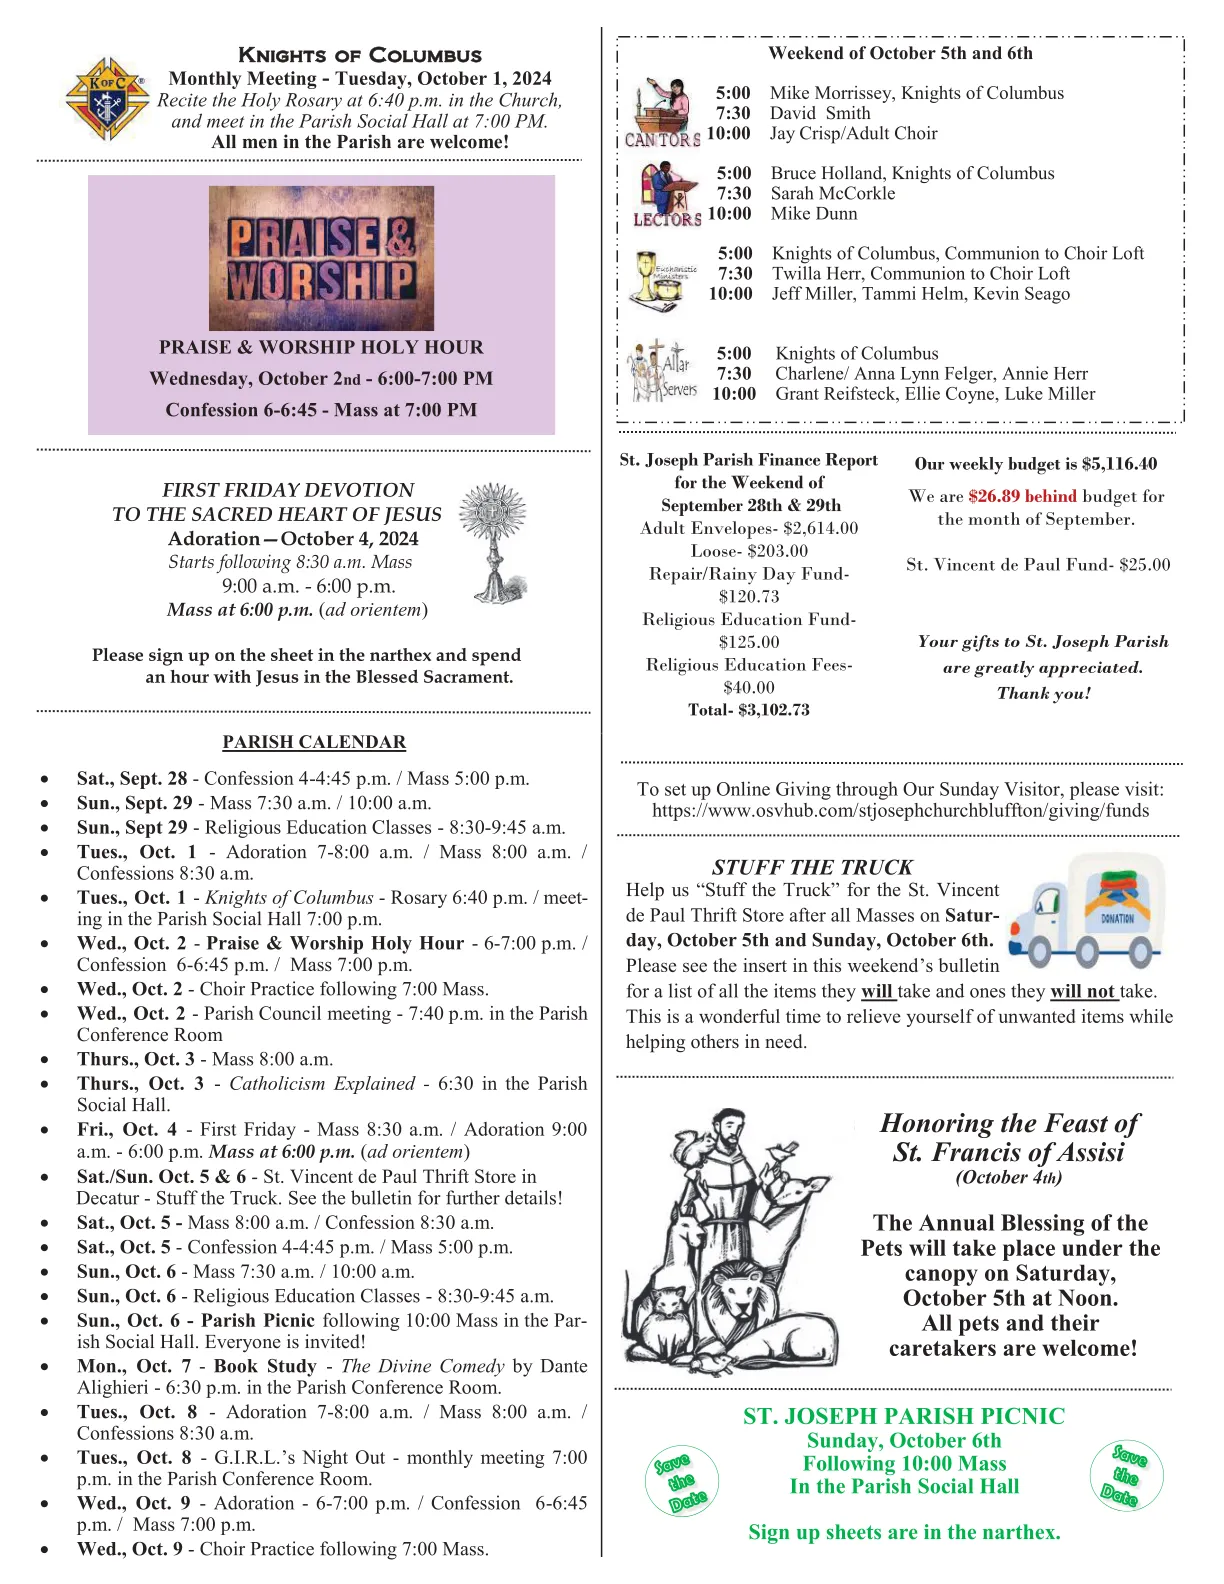 KNIGHTS OF COLUMBUS
Monthly Meeting - Tuesday, October 1, 2024
Recite the Holy Rosary at 6:40 p.m. in the Church,
and meet in the Parish Social Hall at 7:00 PM.
All men in the Parish are welcome!
K OF C ®
PRAISE &
WORSHIP
PRAISE & WORSHIP HOLY HOUR
Wednesday, October 2nd - 6:00-7:00 PM
Confession 6-6:45 - Mass at 7:00 PM
FIRST FRIDAY DEVOTION
TO THE SACRED HEART OF JESUS
Adoration—October 4, 2024
Starts following 8:30 a.m. Mass
9:00 a.m. - 6:00 p.m.
Mass at 6:00 p.m. (ad orientem)
Please sign up on the sheet in the narthex and spend
an hour with Jesus in the Blessed Sacrament.
PARISH CALENDAR
• Sat., Sept. 28 - Confession 4-4:45 p.m. / Mass 5:00 p.m.
• Sun., Sept. 29 - Mass 7:30 a.m. / 10:00 a.m.
• Sun., Sept 29 - Religious Education Classes - 8:30-9:45 a.m.
• Tues., Oct. 1 - Adoration 7-8:00 a.m. / Mass 8:00 a.m. /
Confessions 8:30 a.m.
• Tues., Oct. 1 - Knights of Columbus - Rosary 6:40 p.m. / meet-
ing in the Parish Social Hall 7:00 p.m.
• Wed., Oct. 2 - Praise & Worship Holy Hour - 6-7:00 p.m. /
Confession 6-6:45 p.m. / Mass 7:00 p.m.
• Wed., Oct. 2 - Choir Practice following 7:00 Mass.
• Wed., Oct. 2 - Parish Council meeting - 7:40 p.m. in the Parish
Conference Room
• Thurs., Oct. 3 - Mass 8:00 a.m.
• Thurs., Oct. 3 - Catholicism Explained - 6:30 in the Parish
Social Hall.
• Fri., Oct. 4 - First Friday - Mass 8:30 a.m. / Adoration 9:00
a.m. - 6:00 p.m. Mass at 6:00 p.m. (ad orientem)
• Sat./Sun. Oct. 5 & 6 - St. Vincent de Paul Thrift Store in
Decatur - Stuff the Truck. See the bulletin for further details!
• Sat., Oct. 5 - Mass 8:00 a.m. / Confession 8:30 a.m.
• Sat., Oct. 5 - Confession 4-4:45 p.m. / Mass 5:00 p.m.
• Sun., Oct. 6 - Mass 7:30 a.m. / 10:00 a.m.
• Sun., Oct. 6 - Religious Education Classes - 8:30-9:45 a.m.
• Sun., Oct. 6 - Parish Picnic following 10:00 Mass in the Par-
ish Social Hall. Everyone is invited!
• Mon., Oct. 7 - Book Study - The Divine Comedy by Dante
Alighieri - 6:30 p.m. in the Parish Conference Room.
• Tues., Oct. 8 - Adoration 7-8:00 a.m. / Mass 8:00 a.m. /
Confessions 8:30 a.m.
• Tues., Oct. 8 - G.I.R.L.’s Night Out - monthly meeting 7:00
p.m. in the Parish Conference Room.
• Wed., Oct. 9 - Adoration - 6-7:00 p.m. / Confession 6-6:45
p.m. / Mass 7:00 p.m.
• Wed., Oct. 9 - Choir Practice following 7:00 Mass.
Weekend of October 5th and 6th
CANTORS
5:00 Mike Morrissey, Knights of Columbus
7:30 David Smith
10:00 Jay Crisp/Adult Choir
LECTORS
5:00 Bruce Holland, Knights of Columbus
7:30 Sarah McCorkle
10:00 Mike Dunn
Eucharistic
Ministers
5:00 Knights of Columbus, Communion to Choir Loft
7:30 Twilla Herr, Communion to Choir Loft
10:00 Jeff Miller, Tammi Helm, Kevin Seago
Altar
Servers
5:00 Knights of Columbus
7:30 Charlene/ Anna Lynn Felger, Annie Herr
10:00 Grant Reifsteck, Ellie Coyne, Luke Miller
St. Joseph Parish Finance Report
for the Weekend of
September 28th & 29th
Adult Envelopes- $2,614.00
Loose- $203.00
Repair/Rainy Day Fund-
$120.73
Religious Education Fund-
$125.00
Religious Education Fees-
$40.00
Total- $3,102.73
Our weekly budget is $5,116.40
We are $26.89 behind budget for
the month of September.
St. Vincent de Paul Fund- $25.00
Your gifts to St. Joseph Parish
are greatly appreciated.
Thank you!
To set up Online Giving through Our Sunday Visitor, please visit:
https://www.osvhub.com/stjosephchurchbluffton/giving/funds
STUFF THE TRUCK
Help us “Stuff the Truck” for the St. Vincent
de Paul Thrift Store after all Masses on Satur-
day, October 5th and Sunday, October 6th.
Please see the insert in this weekend’s bulletin
for a list of all the items they will take and ones they will not take.
This is a wonderful time to relieve yourself of unwanted items while
helping others in need.
DONATION
Honoring the Feast of
St. Francis of Assisi
(October 4th)
The Annual Blessing of the
Pets will take place under the
canopy on Saturday,
October 5th at Noon.
All pets and their
caretakers are welcome!
ST. JOSEPH PARISH PICNIC
Sunday, October 6th
Following 10:00 Mass
In the Parish Social Hall
Sign up sheets are in the narthex.
Save
the
Date
Save
the
Date